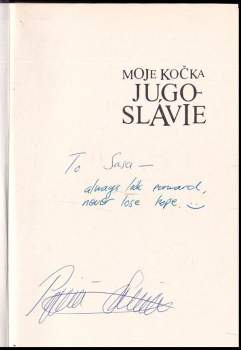 MOJE KOČKA
JUGO-
SLÁVIE
To Sasa –
always look forward,
never lose hope.